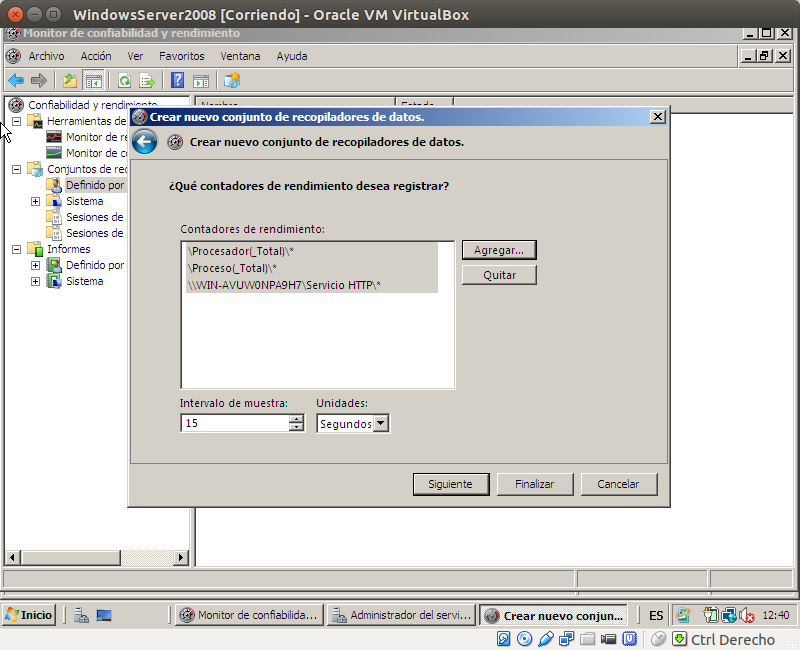 WindowsServer2008 [Corriendo] - Oracle VM VirtualBox
Monitor de confiabilidad y rendimiento
Archivo Acción Ver Favoritos Ventana Ayuda
Confiabilidad y rendimiento
Herramientas de
Monitor de re
Monitor de c
Conjuntos de rec
Definido por
Sistema
Sesiones de
Sesiones de
Informes
Definido por
Sistema
Nombre Estado
Crear nuevo conjunto de recopiladores de datos.
Crear nuevo conjunto de recopiladores de datos.
¿Qué contadores de rendimiento desea registrar?
Contadores de rendimiento:
\Procesador(_Total)\*
\Proceso(_Total)\*
\\WIN-AVUW0NPA9H7\Servicio HTTP\*
Agregar...
Quitar
Intervalo de muestra: Unidades:
15 Segundos
Siguiente Finalizar Cancelar
Inicio Monitor de confiabilida... Administrador del servi... Crear nuevo conjun... ES 12:40
Ctrl Derecho